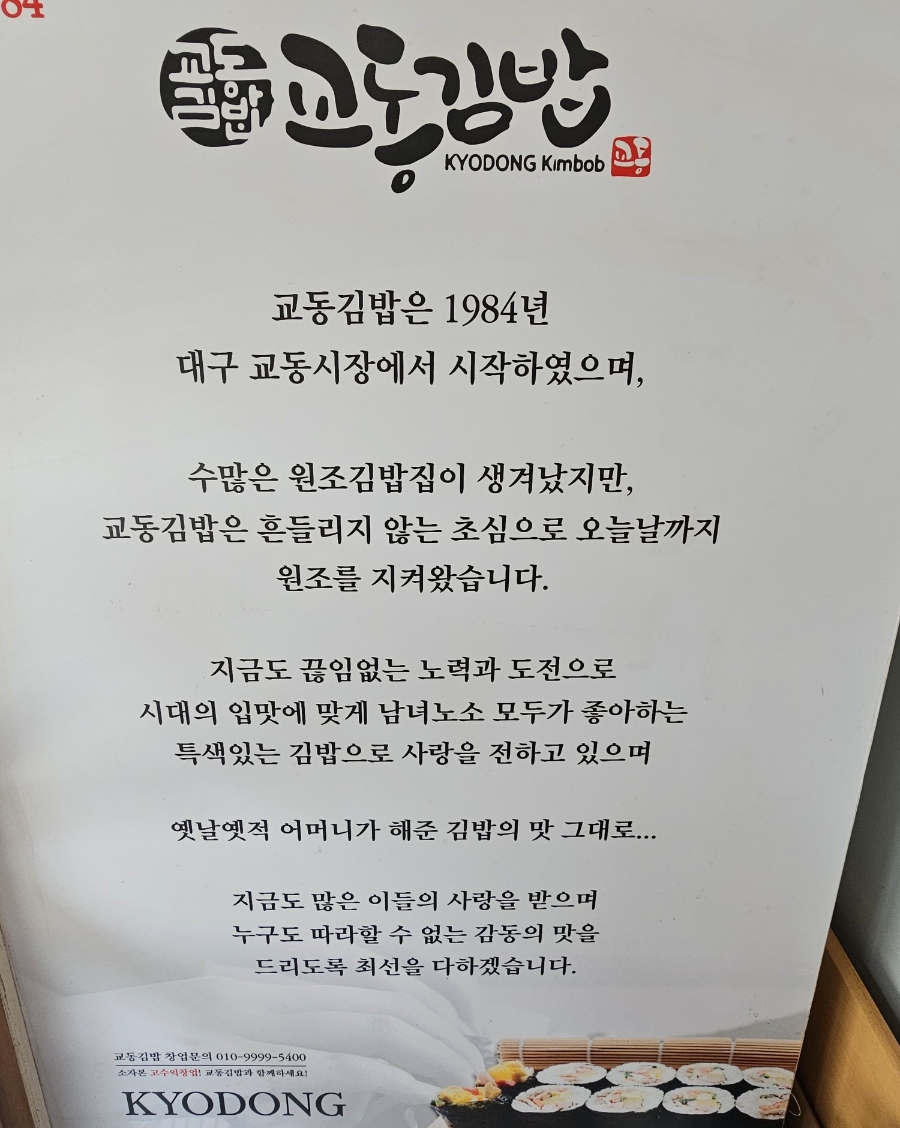 84
교동
김밥
교동김밥
KYODONG Kimbob
교동
교동김밥은 1984년
대구 교동시장에서 시작하였으며,
수많은 원조김밥집이 생겨났지만,
교동김밥은 흔들리지 않는 초심으로 오늘날까지
원조를 지켜왔습니다.
지금도 끊임없는 노력과 도전으로
시대의 입맛에 맞게 남녀노소 모두가 좋아하는
특색있는 김밥으로 사랑을 전하고 있으며
옛날옛적 어머니가 해준 김밥의 맛 그대로...
지금도 많은 이들의 사랑을 받으며
누구도 따라할 수 없는 감동의 맛을
드리도록 최선을 다하겠습니다.
교동김밥 창업문의 010-9999-5400
소자본 고수익창업! 교동김밥과 함께하세요!
KYODONG